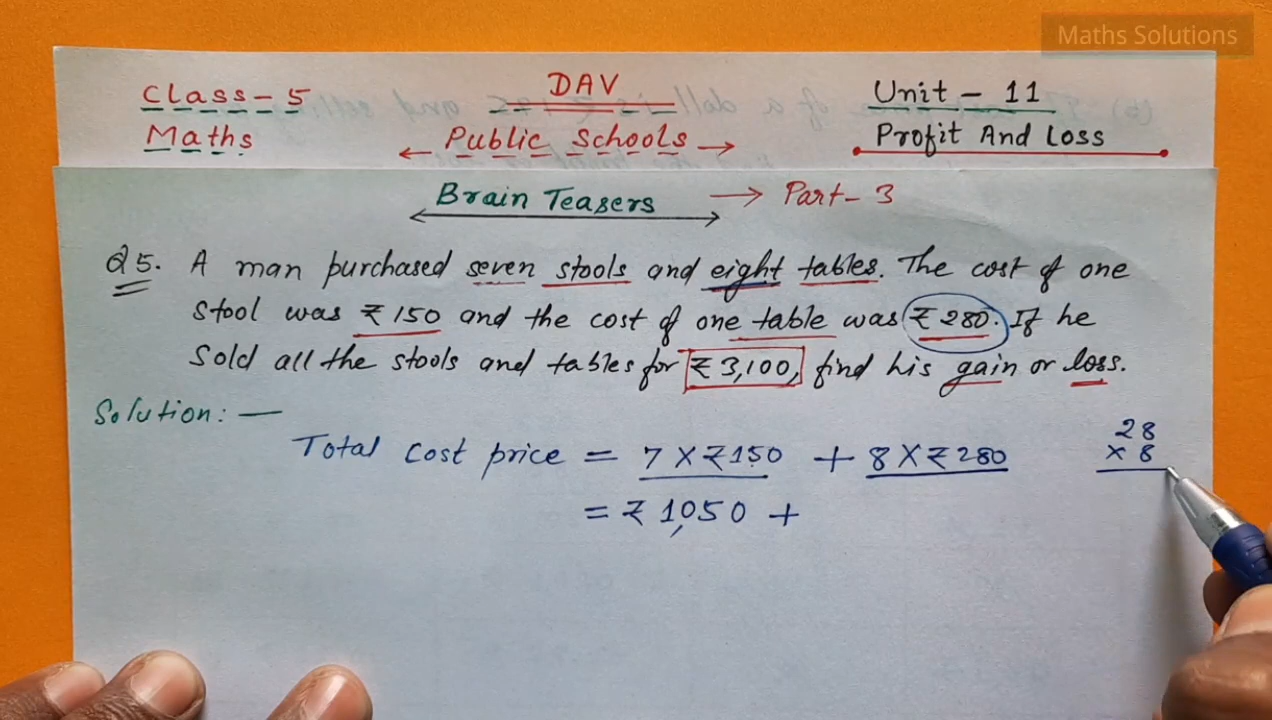 Maths Solutions
Class-5 DAV Unit - 11
Maths Public Schools Profit And Loss
Brain Teasers → Part-3
Q5. A man purchased seven stools and eight tables. The cost of one
stool was ₹150 and the cost of one table was ₹280. If he
Sold all the stools and tables for ₹3,100, find his gain or loss.
Solution:—
Total cost price = 7 X ₹150 + 8 X ₹280
= ₹1,050 +
28
× 8